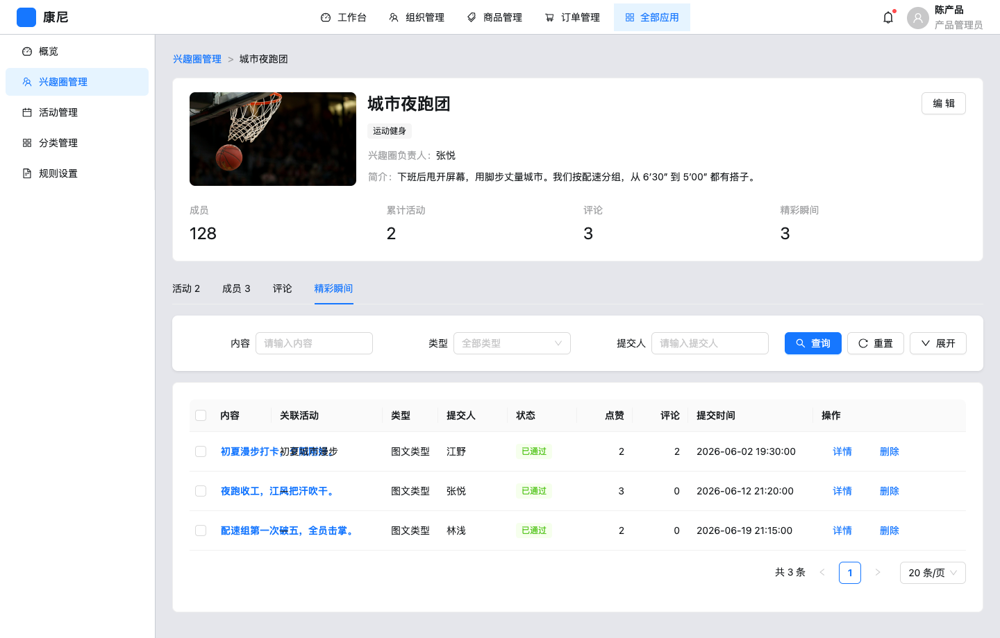 康尼
工作台
组织管理
商品管理
订单管理
全部应用
陈产品
产品管理员
概览
兴趣圈管理
活动管理
分类管理
规则设置
兴趣圈管理 > 城市夜跑团
城市夜跑团
编 辑
运动健身
兴趣圈负责人： 张悦
简介： 下班后甩开屏幕，用脚步丈量城市。我们按配速分组，从 6′30″ 到 5′00″ 都有搭子。
成员 累计活动 评论 精彩瞬间
128 2 3 3
活动 2 成员 3 评论 精彩瞬间
内容 请输入内容 类型 全部类型 提交人 请输入提交人 查询 重置 展开
内容 关联活动 类型 提交人 状态 点赞 评论 提交时间 操作
初夏漫步打卡， 初夏城市漫步 图文类型 江野 已通过 2 2 2026-06-02 19:30:00 详情 删除
夜跑收工，江风把汗吹干。 图文类型 张悦 已通过 3 0 2026-06-12 21:20:00 详情 删除
配速组第一次破五，全员击掌。 图文类型 林浅 已通过 2 0 2026-06-19 21:15:00 详情 删除
共 3 条 < 1 > 20 条/页